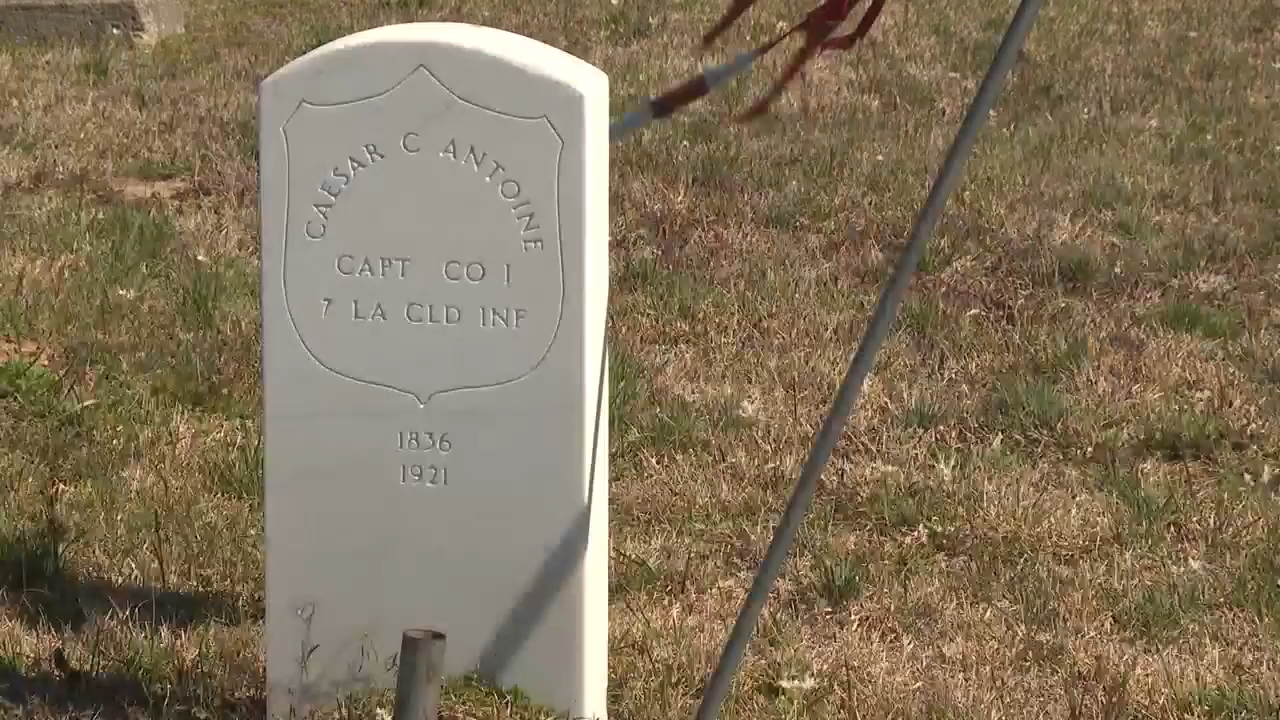 CAESAR C ANTOINE
CAPT CO I
7 LA CLD INF
1836
1921